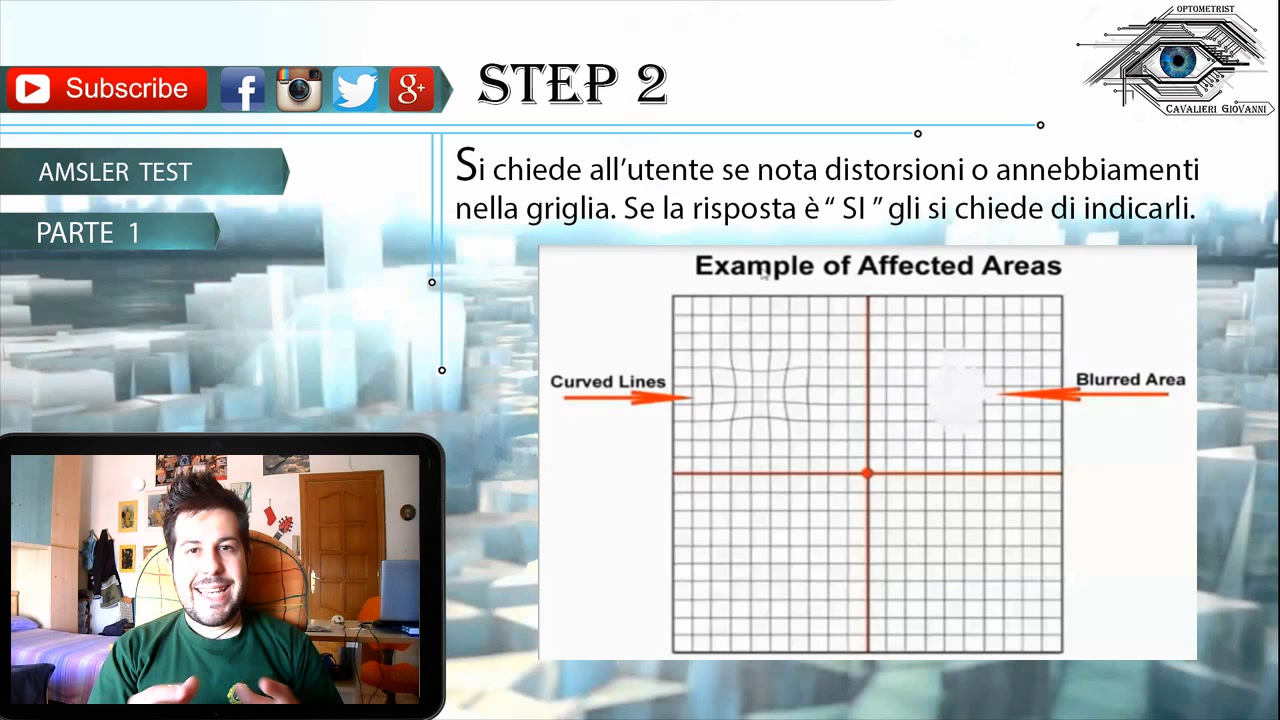 OPTOMETRIST
CAVALIERI GIOVANNI
Subscribe
STEP 2
AMSLER TEST
PARTE 1
Si chiede all’utente se nota distorsioni o annebbiamenti
nella griglia. Se la risposta è “ SI ” gli si chiede di indicarli.
Example of Affected Areas
Curved Lines
Blurred Area